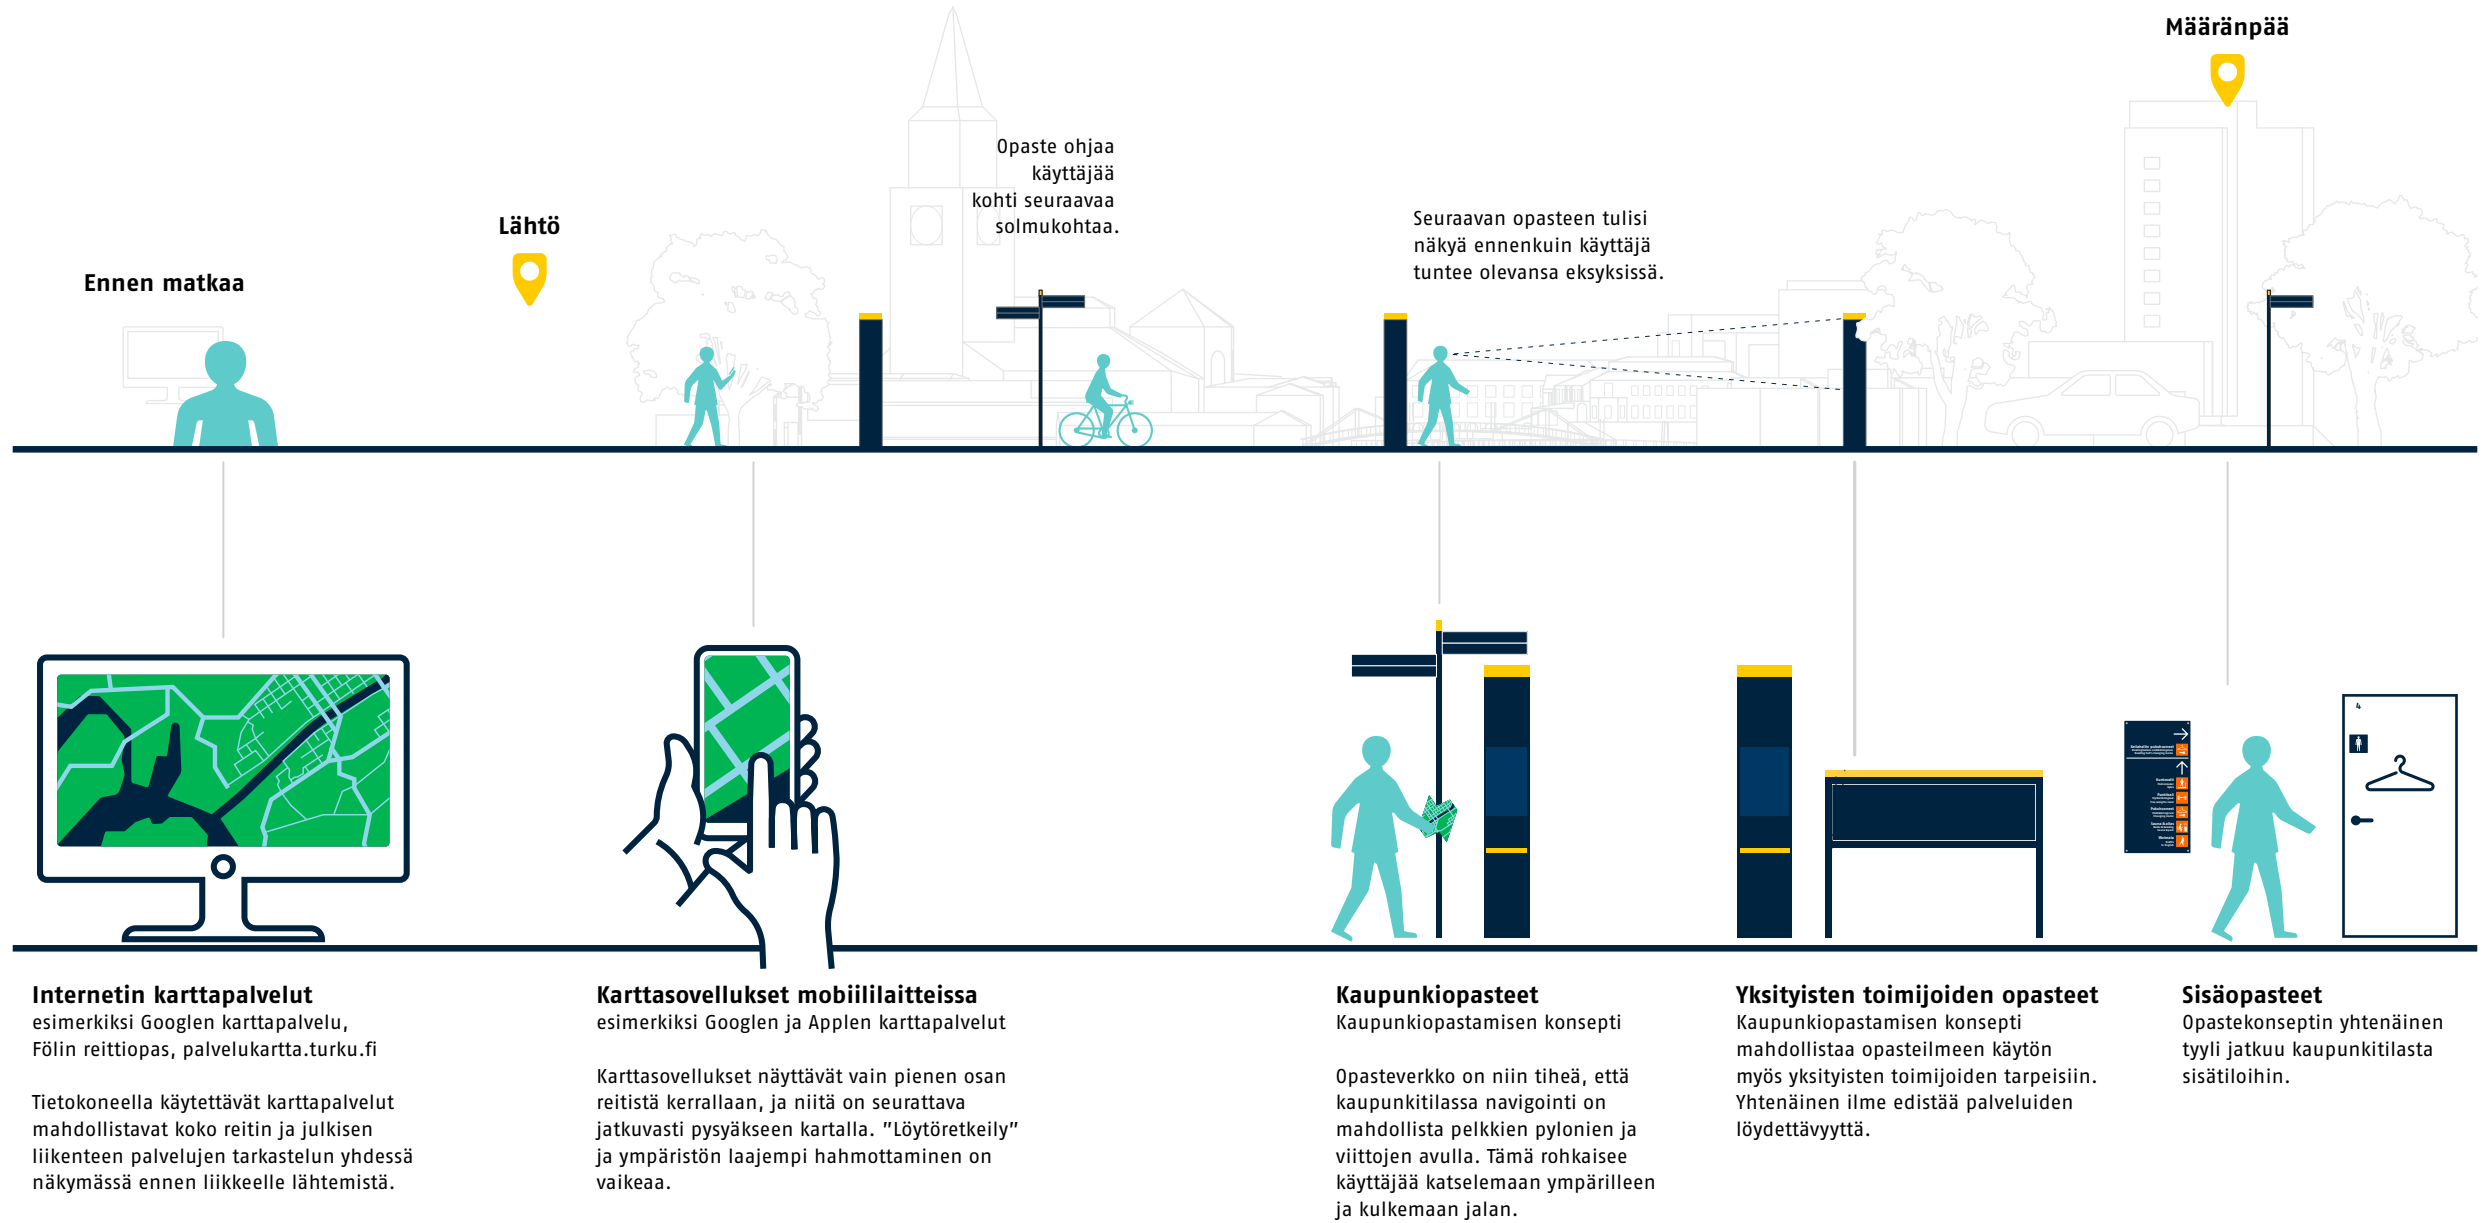 Määränpää
Opaste ohjaa
käyttäjää
kohti seuraavaa
solmukohtaa.
Lähtö
Seuraavan opasteen tulisi
näkyä ennenkuin käyttäjä
tuntee olevansa eksyksissä.
Ennen matkaa
4
Internetin karttapalvelut
esimerkiksi Googlen karttapalvelu,
Fölin reittiopas, palvelukartta.turku.fi
Tietokoneella käytettävät karttapalvelut
mahdollistavat koko reitin ja julkisen
liikenteen palvelujen tarkastelun yhdessä
näkymässä ennen liikkeelle lähtemistä.
Karttasovellukset mobiililaitteissa
esimerkiksi Googlen ja Applen karttapalvelut
Karttasovellukset näyttävät vain pienen osan
reitistä kerrallaan, ja niitä on seurattava
jatkuvasti pysyäkseen kartalla. ”Löytöretkeily”
ja ympäristön laajempi hahmottaminen on
vaikeaa.
Kaupunkiopasteet
Kaupunkiopastamisen konsepti
Opasteverkko on niin tiheä, että
kaupunkitilassa navigointi on
mahdollista pelkkien pylonien ja
viittojen avulla. Tämä rohkaisee
käyttäjää katselemaan ympärilleen
ja kulkemaan jalan.
Yksityisten toimijoiden opasteet
Kaupunkiopastamisen konsepti
mahdollistaa opasteilmeen käytön
myös yksityisten toimijoiden tarpeisiin.
Yhtenäinen ilme edistää palveluiden
löydettävyyttä.
Sisäopasteet
Opastekonseptin yhtenäinen
tyyli jatkuu kaupunkitilasta
sisätiloihin.